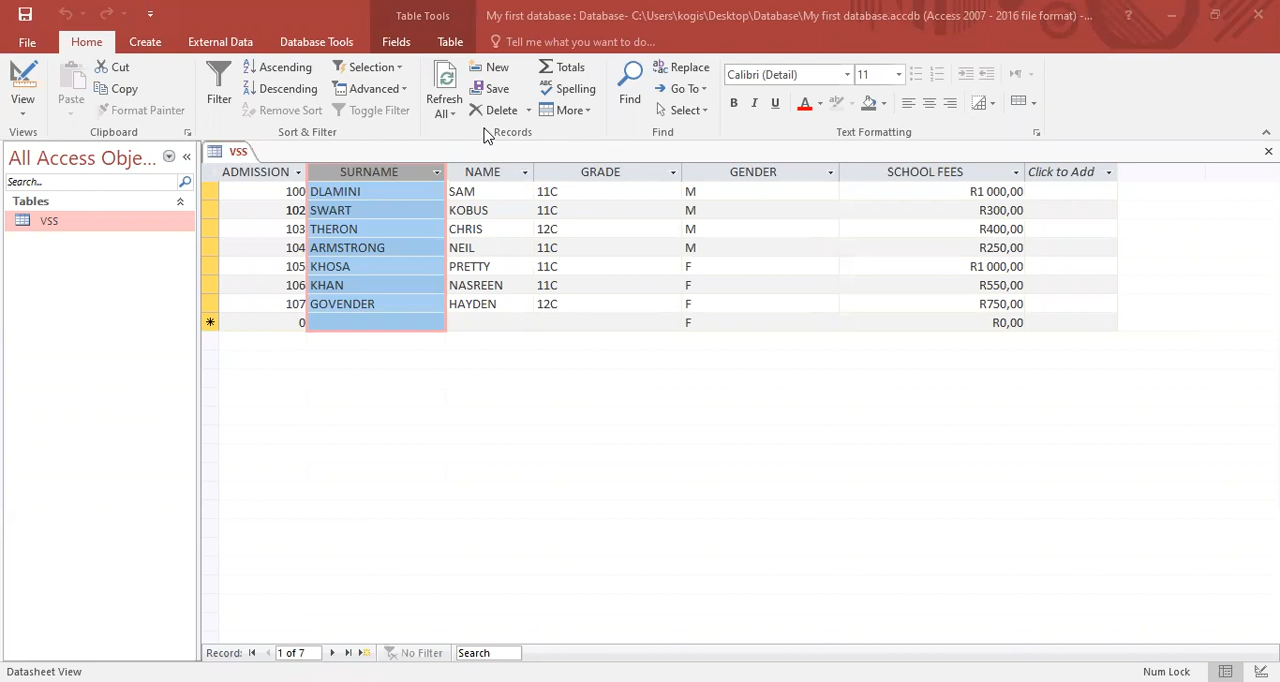 Table Tools
My first database : Database- C:\Users\kogis\Desktop\Database\My first database.accdb (Access 2007 - 2016 file format) -...
File Home Create External Data Database Tools Fields Table Tell me what you want to do...
View
Views
Paste
Cut
Copy
Format Painter
Clipboard
Filter
Ascending
Descending
Remove Sort
Selection
Advanced
Toggle Filter
Sort & Filter
Refresh
All
New
Save
Delete
Totals
Spelling
More
Records
Find
Replace
Go To
Select
Find
Calibri (Detail) 11
B I U A
Text Formatting
All Access Obje...
Search...
Tables
VSS
VSS
ADMISSION SURNAME NAME GRADE GENDER SCHOOL FEES Click to Add
100 DLAMINI SAM 11C M R1 000,00
102 SWART KOBUS 11C M R300,00
103 THERON CHRIS 12C M R400,00
104 ARMSTRONG NEIL 11C M R250,00
105 KHOSA PRETTY 11C F R1 000,00
106 KHAN NASREEN 11C F R550,00
107 GOVENDER HAYDEN 12C F R750,00
* 0 F R0,00
Record: 1 of 7 No Filter Search
Datasheet View Num Lock